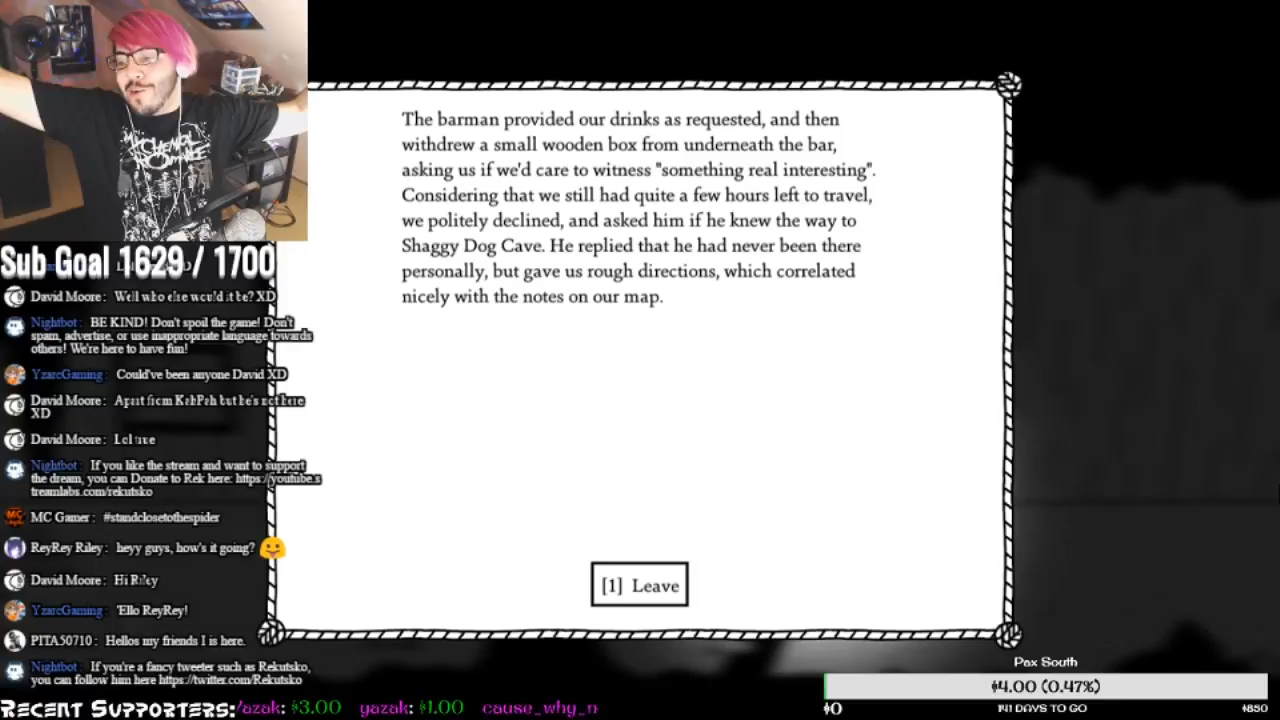 The barman provided our drinks as requested, and then
withdrew a small wooden box from underneath the bar,
asking us if we'd care to witness "something real interesting".
Considering that we still had quite a few hours left to travel,
we politely declined, and asked him if he knew the way to
Shaggy Dog Cave. He replied that he had never been there
personally, but gave us rough directions, which correlated
nicely with the notes on our map.
[1] Leave
MY CHEMICAL
ROMANCE
Sub Goal 1629 / 1700
David Moore: Well who else would it be? XD
Nightbot: BE KIND! Don't spoil the game! Don't
spam, advertise, or use inappropriate language towards
others! We're here to have fun!
YzarcGaming: Could've been anyone David XD
David Moore: Apart from KehPeh but he's not here
XD
David Moore: Lol true
Nightbot: If you like the stream and want to support
the dream, you can Donate to Rek here: https://youtube.s
treamlabs.com/rekutsko
MC Gamer: #standclosetothespider
ReyRey Riley: heyy guys, how's it going?
David Moore: Hi Riley
YzarcGaming: 'Ello ReyRey!
PITA50710: Hellos my friends I is here.
Nightbot: If you're a fancy tweeter such as Rekutsko,
you can follow him here https://twitter.com/Rekutsko
Recent Supporters: /azak: $3.00 yazak: $1.00 cause_why_n
Pax South
$4.00 (0.47%)
$0 141 DAYS TO GO $850